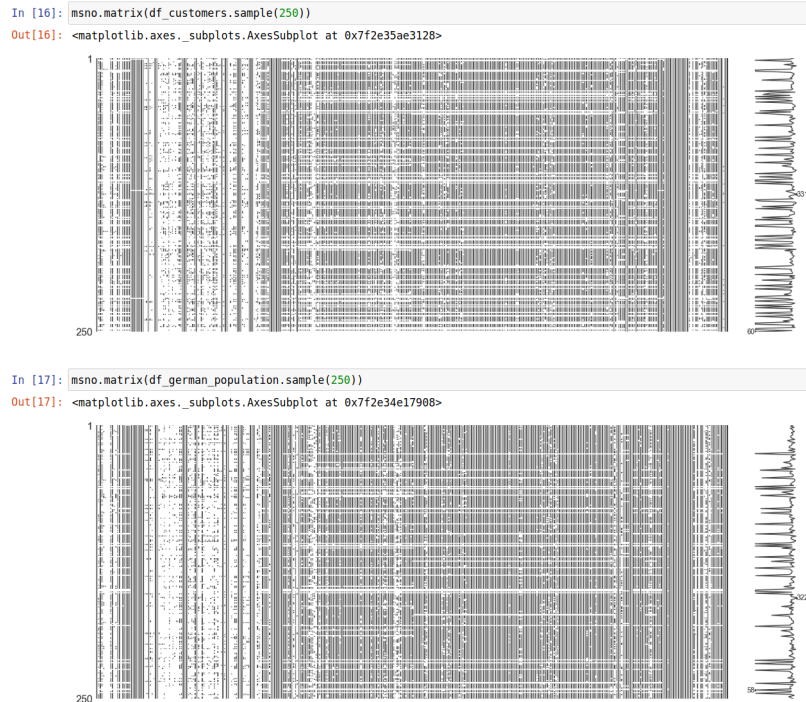 In [16]: msno.matrix(df_customers.sample(250))
Out[16]: <matplotlib.axes._subplots.AxesSubplot at 0x7f2e35ae3128>
1
331
250
60
In [17]: msno.matrix(df_german_population.sample(250))
Out[17]: <matplotlib.axes._subplots.AxesSubplot at 0x7f2e34e17908>
1
322
58
250